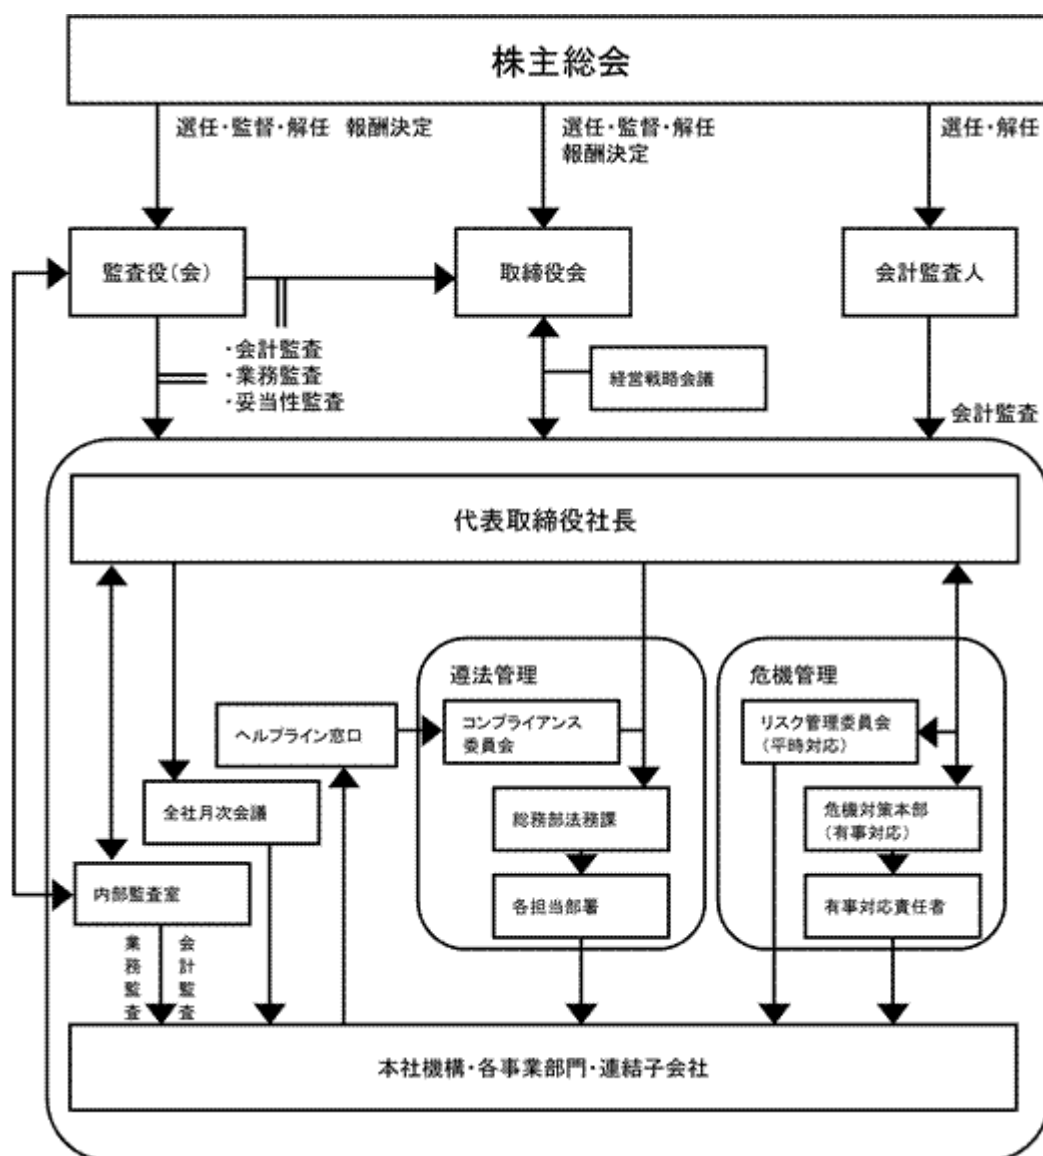 株主総会
選任・監督・解任 報酬決定
選任・監督・解任
報酬決定
選任・解任
監査役(会)
取締役会
会計監査人
・会計監査
・業務監査
・妥当性監査
経営戦略会議
会計監査
代表取締役社長
遵法管理
危機管理
ヘルプライン窓口
コンプライアンス
委員会
リスク管理委員会
(平時対応)
全社月次会議
総務部法務課
危機対策本部
(有事対応)
内部監査室
各担当部署
有事対応責任者
業務監査
会計監査
本社機構・各事業部門・連結子会社